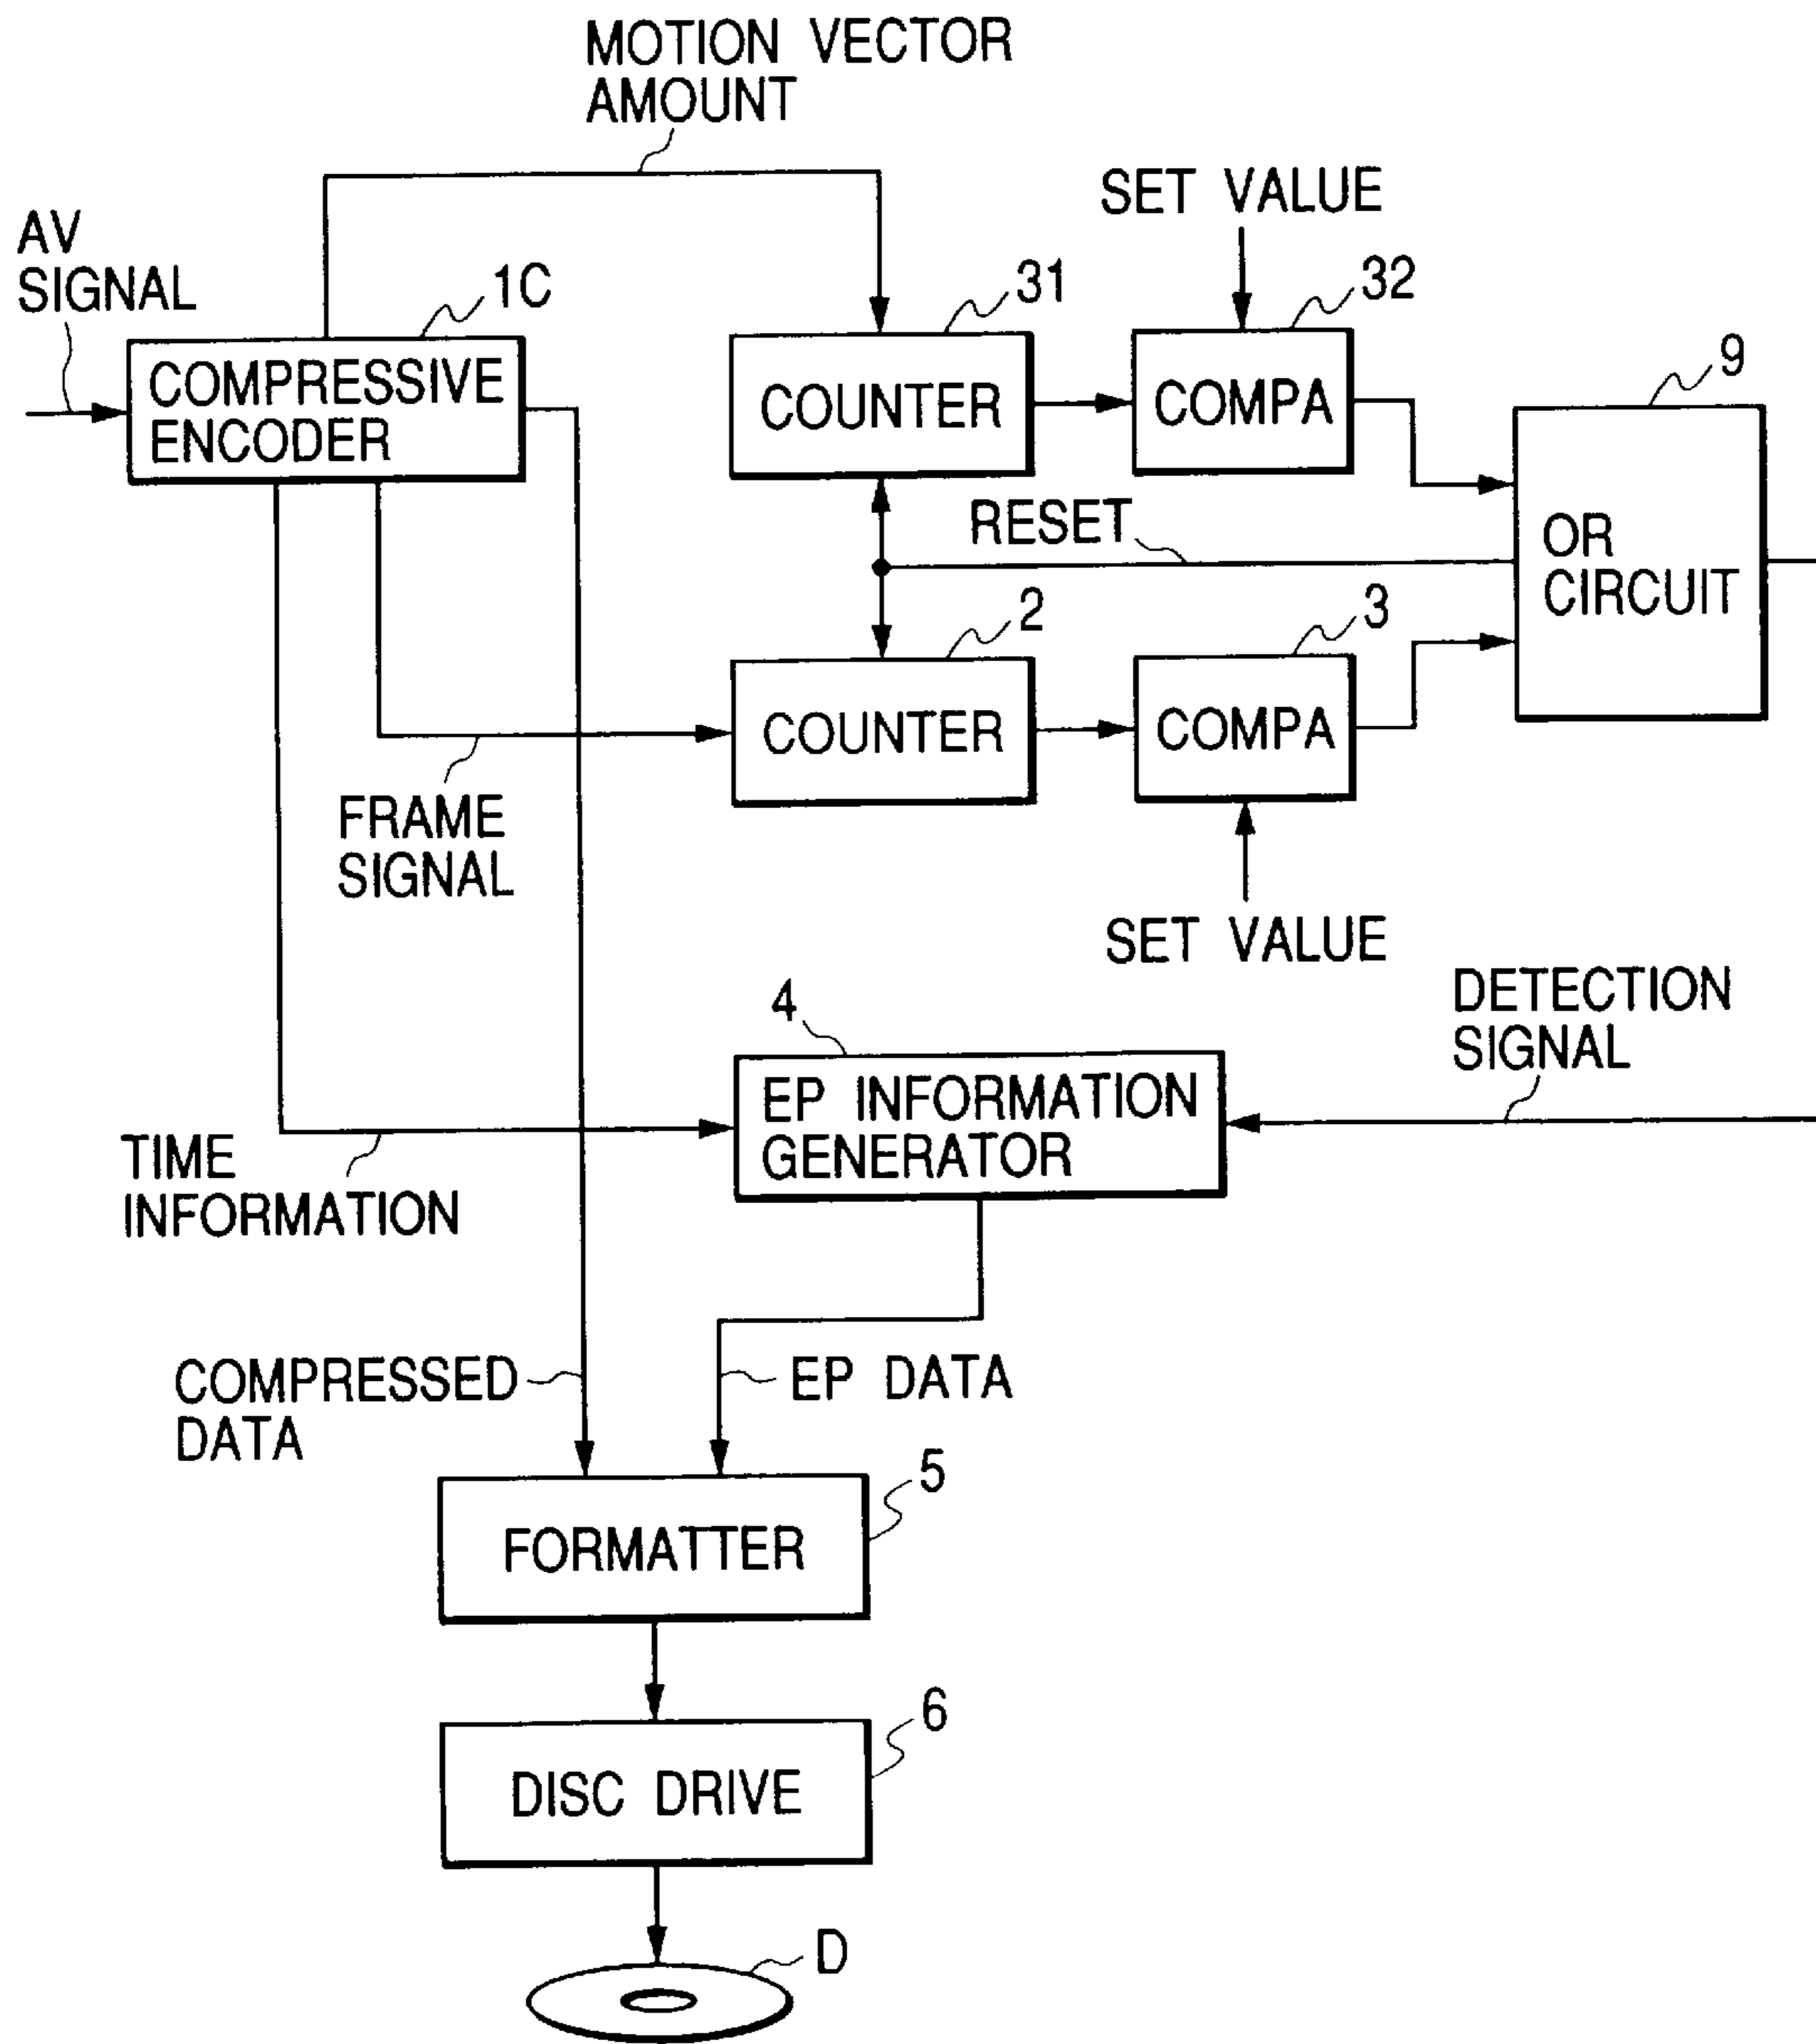 MOTION VECTOR
AMOUNT
SET VALUE
AV
SIGNAL
1C
31
32
9
COMPRESSIVE
ENCODER
COUNTER
COMPA
RESET
OR
CIRCUIT
2
3
COUNTER
COMPA
FRAME
SIGNAL
SET VALUE
DETECTION
SIGNAL
4
EP INFORMATION
GENERATOR
TIME
INFORMATION
COMPRESSED
DATA
EP DATA
5
FORMATTER
6
DISC DRIVE
D